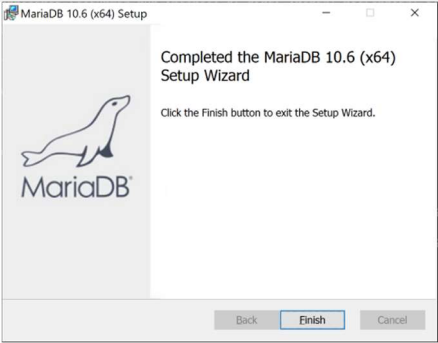 MariaDB 10.6 (x64) Setup
Completed the MariaDB 10.6 (x64)
Setup Wizard
Click the Finish button to exit the Setup Wizard.
MariaDB
Back
Finish
Cancel